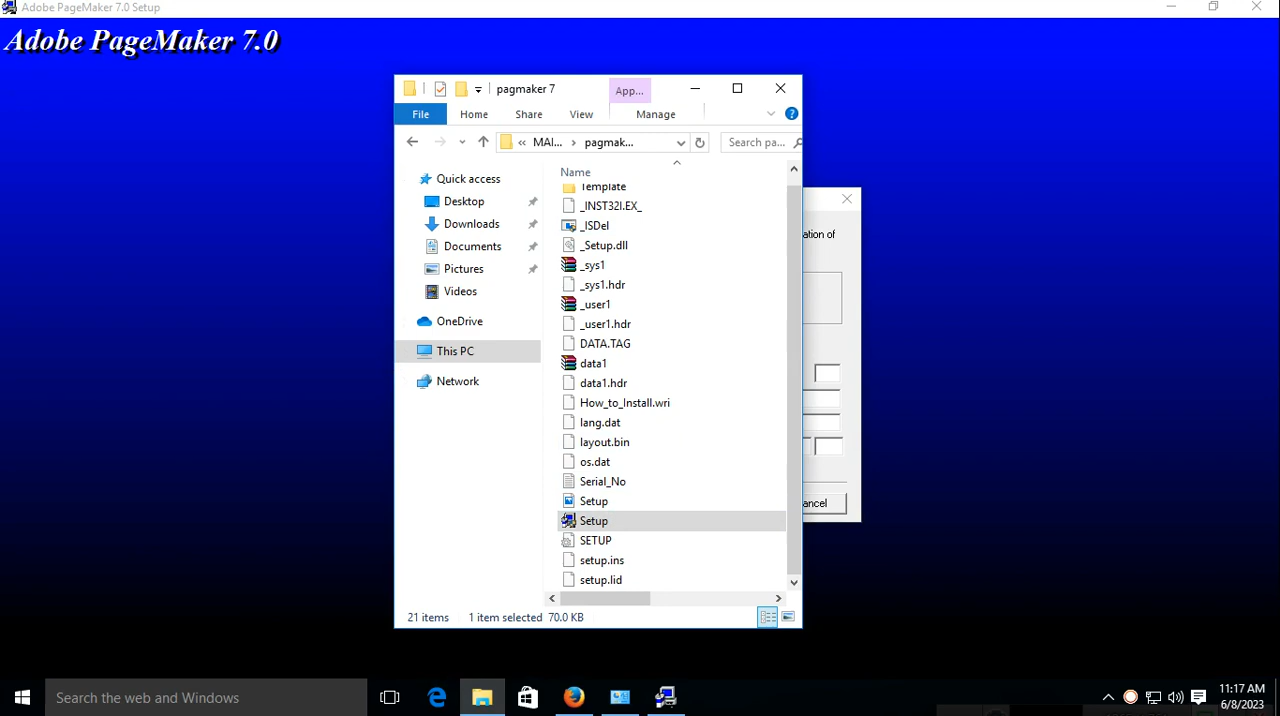 Adobe PageMaker 7.0 Setup
Adobe PageMaker 7.0
pagmaker 7
App...
File
Home
Share
View
Manage
« MAI... › pagmak...
Search pa...
Name
Quick access
Desktop
Downloads
Documents
Pictures
Videos
OneDrive
This PC
Network
Template
_INST32I.EX_
_ISDel
_Setup.dll
_sys1
_sys1.hdr
_user1
_user1.hdr
DATA.TAG
data1
data1.hdr
How_to_Install.wri
lang.dat
layout.bin
os.dat
Serial_No
Setup
Setup
SETUP
setup.ins
setup.lid
ation of
ancel
21 items
1 item selected 70.0 KB
Search the web and Windows
11:17 AM
6/8/2023